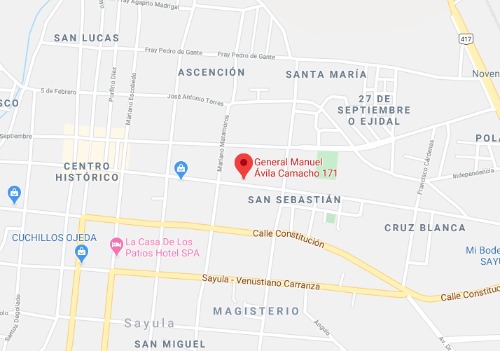 Fray Agapito Madrigal
SAN LUCAS
417
Fray Pedro de Gante
Fray Pedro de Gante
ASCENCIÓN
SANTA MARÍA
Noven
Porfirio Díaz
Mariano Escobedo
5 de Febrero
José Antonio Torres
27 DE
SEPTIEMBRE
O EJIDAL
SCO
Mariano Matamoros
Septiembre
POLA
General Manuel
Ávila Camacho 171
CENTRO
HISTÓRICO
Francisco Cárdenas
Independencia
SAN SEBASTIÁN
CRUZ BLANCA
CUCHILLOS OJEDA
La Casa De Los
Patios Hotel SPA
Calle Constitución
Mi Bode
SAYU
Sayula - Venustiano Carranza
Calle Constitución
Santos Degollado
MAGISTERIO
Sayula
Angulo
Av. Dr.
SAN MIGUEL